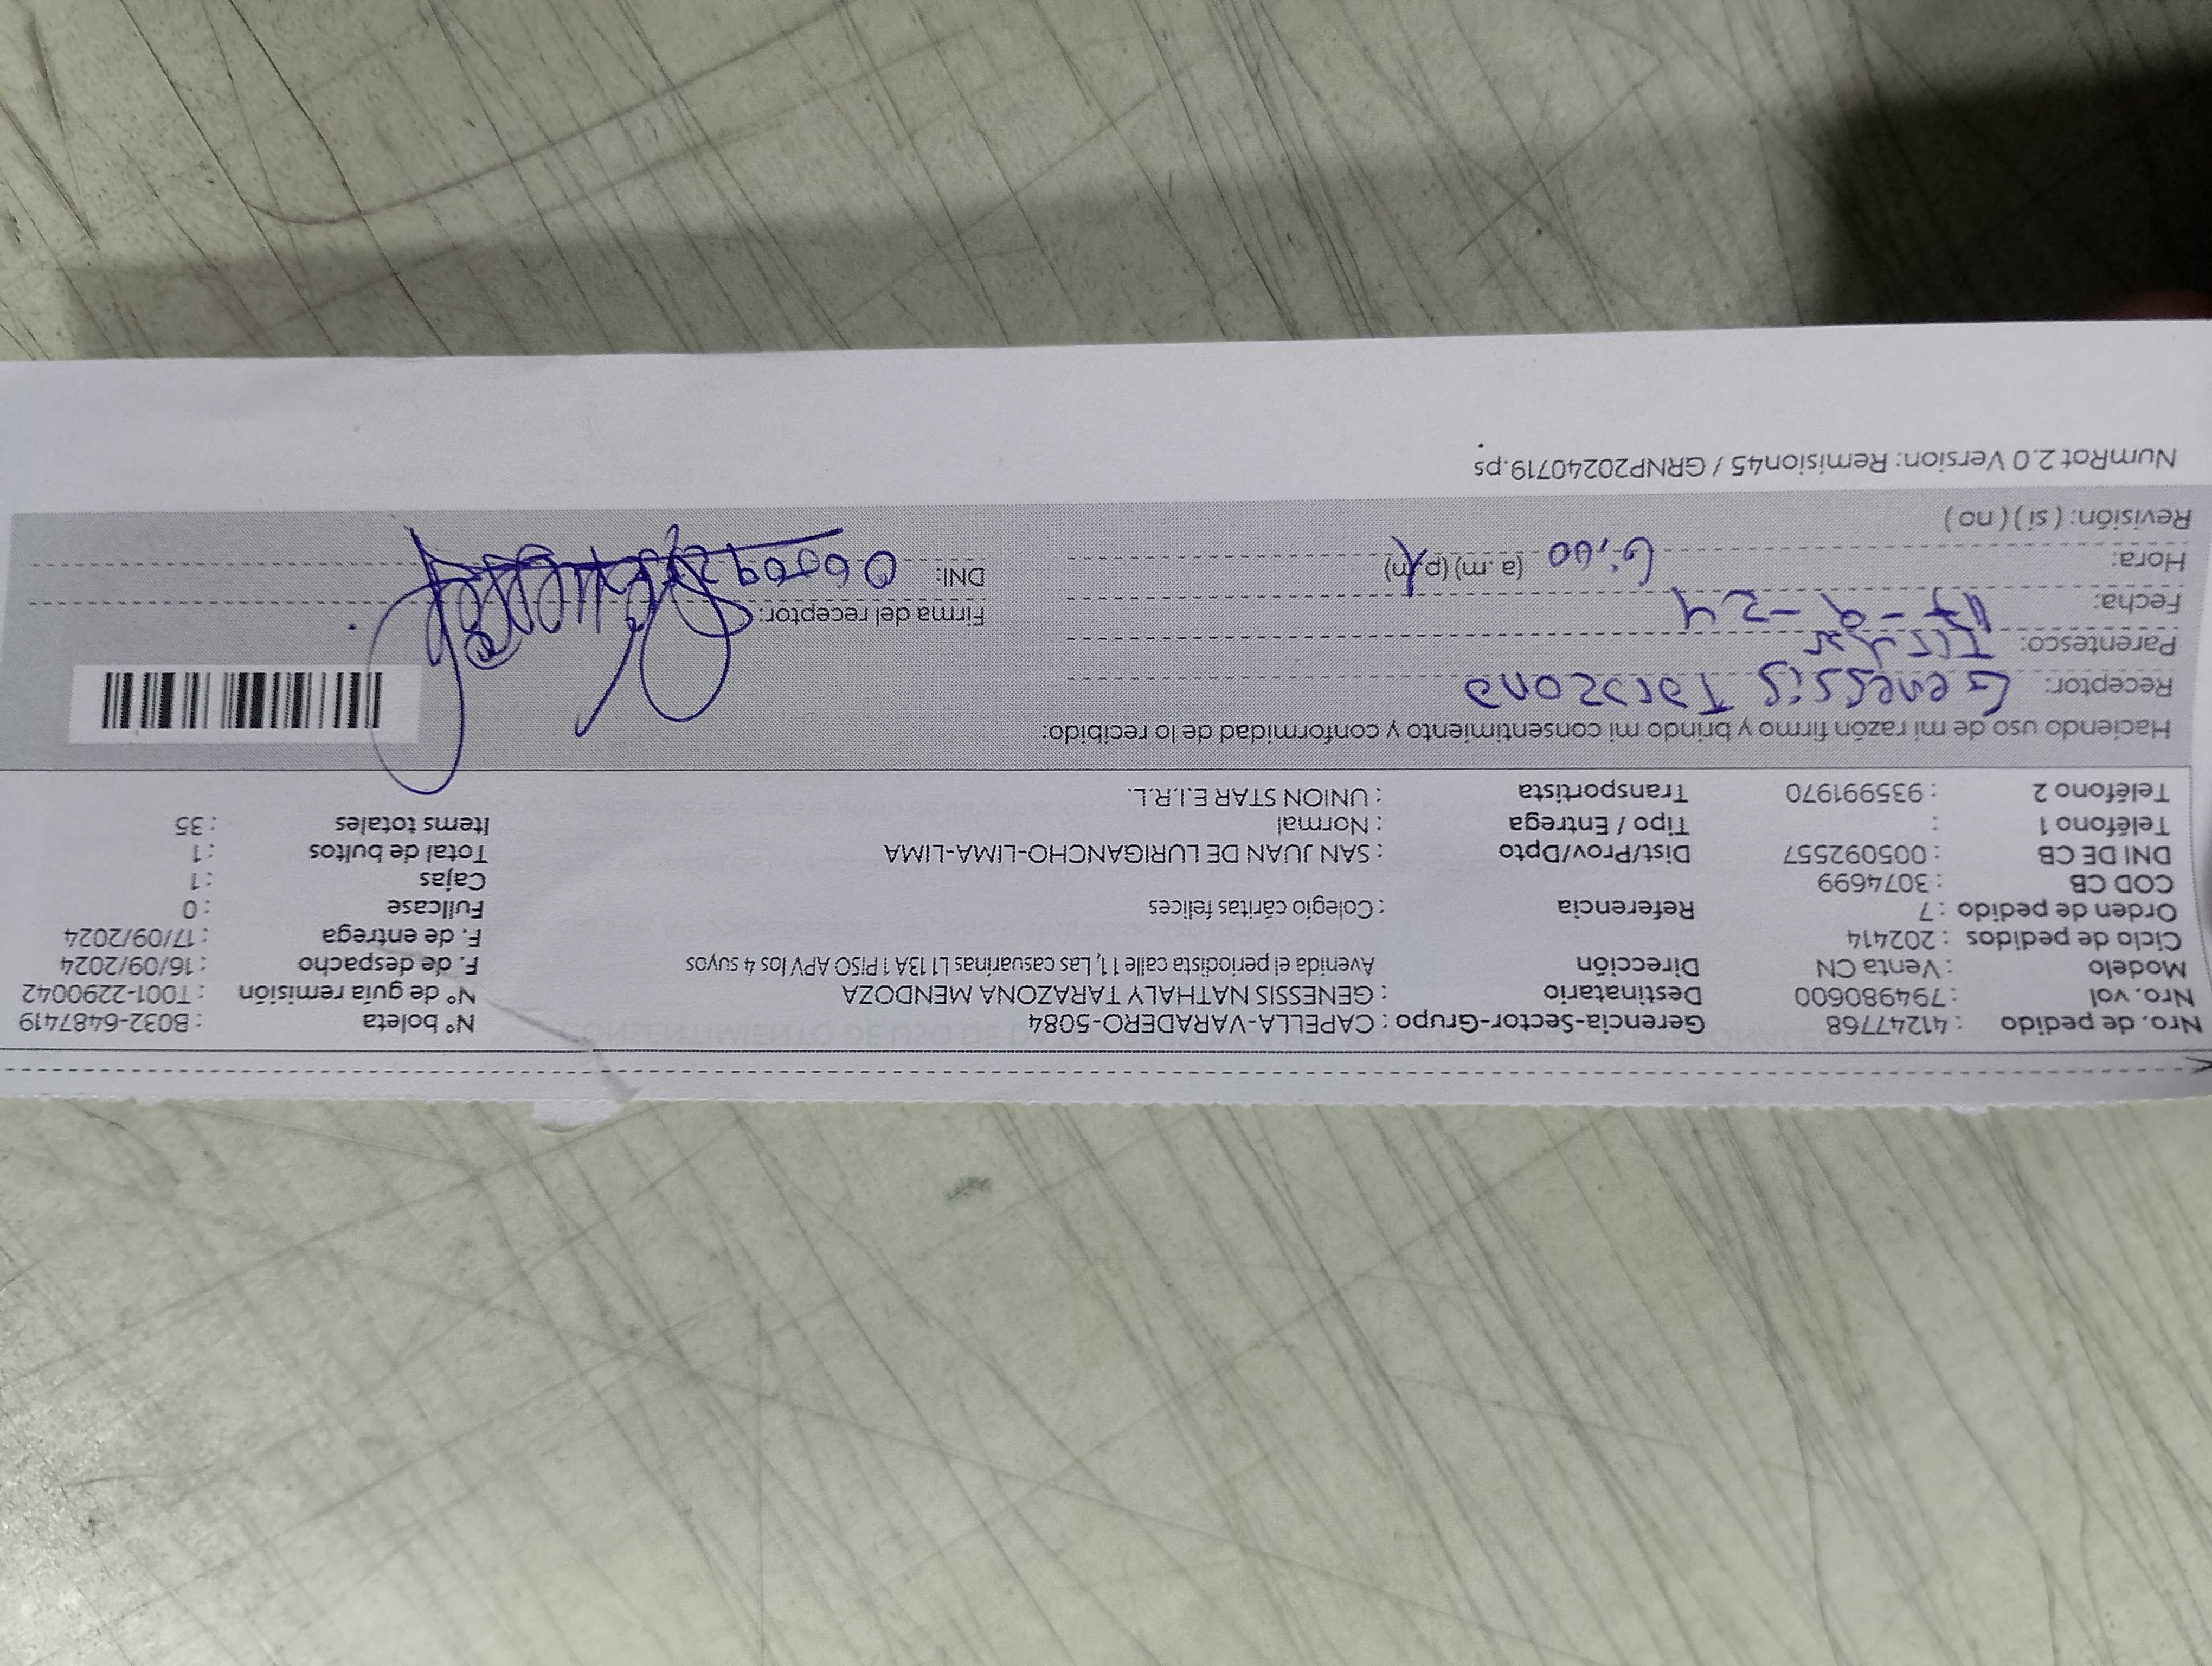 Nro. de pedido : 41247768 Gerencia-Sector-Grupo : CAPELLA-VARADERO-5084 N° boleta : B032-6487419
Nro. vol : 794980600 Destinatario : GENESSIS NATHALY TARAZONA MENDOZA N° de guía remisión : T001-2290042
Modelo : Venta CN Dirección Avenida el periodista calle 11, Las casuarinas Lt 13A 1 PISO APV los 4 suyos F. de despacho : 16/09/2024
Ciclo de pedidos : 202414 F. de entrega : 17/09/2024
Orden de pedido : 7 Referencia : Colegio cáritas felices Fullcase : 0
COD CB : 3074699 Cajas : 1
DNI DE CB : 005092557 Dist/Prov/Dpto : SAN JUAN DE LURIGANCHO-LIMA-LIMA Total de bultos : 1
Teléfono 1 : Tipo / Entrega : Normal Items totales : 35
Teléfono 2 : 935991970 Transportista : UNION STAR E.I.R.L.
Haciendo uso de mi razón firmo y brindo mi consentimiento y conformidad de lo recibido:
Receptor: Genessis Tarazona
Parentesco: Titular
Fecha: 17-9-24 Firma del receptor:
Hora: 6:00 (a.m) (p.m) DNI:
Revisión: ( si ) ( no )
NumRot 2.0 Version: Remision45 / GRNP20240719.ps